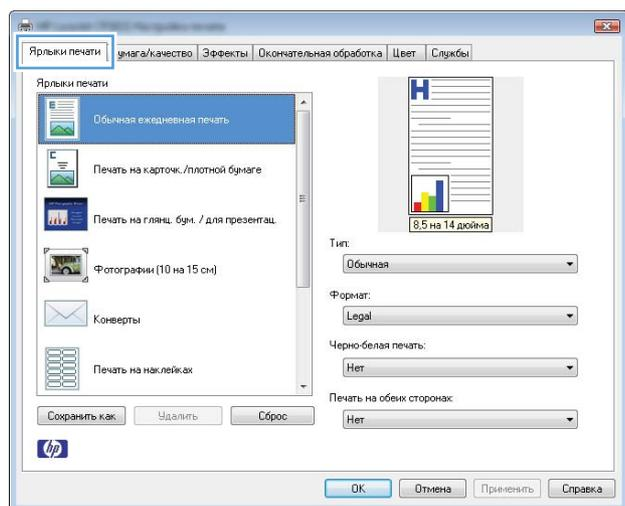 Ярлыки печати
умага/качество
Эффекты
Окончательная обработка
Цвет
Службы
Ярлыки печати
Обычная ежедневная печать
Печать на карточк./плотной бумаге
Печать на глянц. бум. / для презентац.
Фотографии (10 на 15 см)
Конверты
Печать на наклейках
Сохранить как
Удалить
Сброс
H
8,5 на 14 дюйма
Тип:
Обычная
Формат:
Legal
Черно-белая печать:
Нет
Печать на обеих сторонах:
Нет
hp
OK
Отмена
Применить
Справка